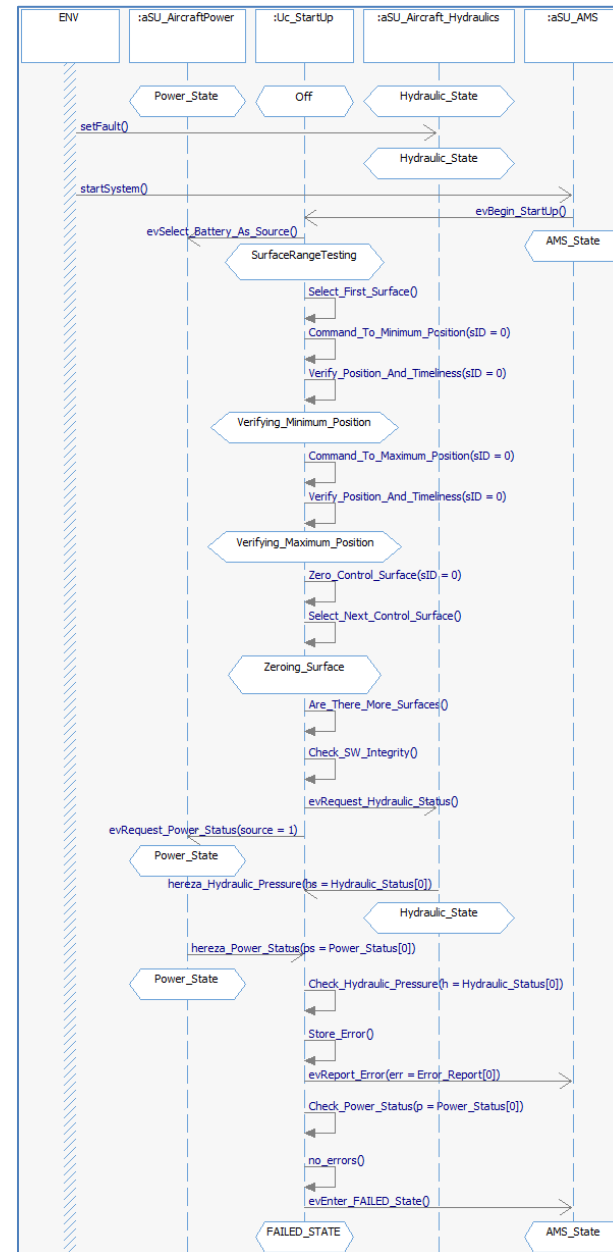 ENV
:aSU_AircraftPower
:Uc_StartUp
:aSU_Aircraft_Hydraulics
:aSU_AMS
Power_State
Off
Hydraulic_State
setFault()
Hydraulic_State
startSystem()
evBegin_StartUp()
evSelect_Battery_As_Source()
AMS_State
SurfaceRangeTesting
Select_First_Surface()
Command_To_Minimum_Position(sID = 0)
Verify_Position_And_Timeliness(sID = 0)
Verifying_Minimum_Position
Command_To_Maximum_Position(sID = 0)
Verify_Position_And_Timeliness(sID = 0)
Verifying_Maximum_Position
Zero_Control_Surface(sID = 0)
Select_Next_Control_Surface()
Zeroing_Surface
Are_There_More_Surfaces()
Check_SW_Integrity()
evRequest_Hydraulic_Status()
evRequest_Power_Status(source = 1)
Power_State
hereza_Hydraulic_Pressure(hs = Hydraulic_Status[0])
Hydraulic_State
hereza_Power_Status(ps = Power_Status[0])
Power_State
Check_Hydraulic_Pressure(h = Hydraulic_Status[0])
Store_Error()
evReport_Error(err = Error_Report[0])
Check_Power_Status(p = Power_Status[0])
no_errors()
evEnter_FAILED_State()
FAILED_STATE
AMS_State